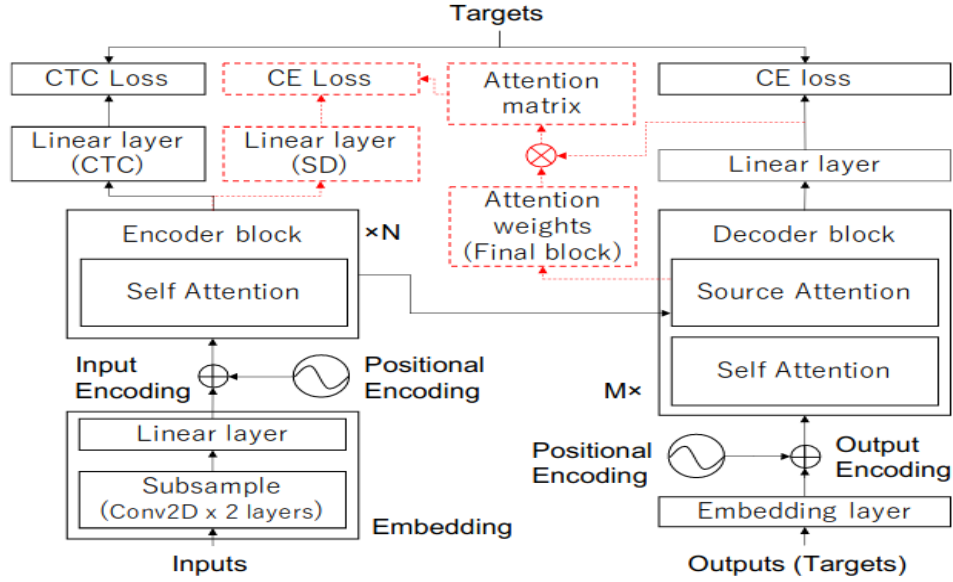 Targets
CTC Loss
CE Loss
Attention
matrix
CE loss
Linear layer
(CTC)
Linear layer
(SD)
Linear layer
Attention
weights
(Final block)
Encoder block
×N
Self Attention
Decoder block
Source Attention
Self Attention
M×
Input
Encoding
Positional
Encoding
Linear layer
Subsample
(Conv2D x 2 layers)
Embedding
Inputs
Positional
Encoding
Output
Encoding
Embedding layer
Outputs (Targets)